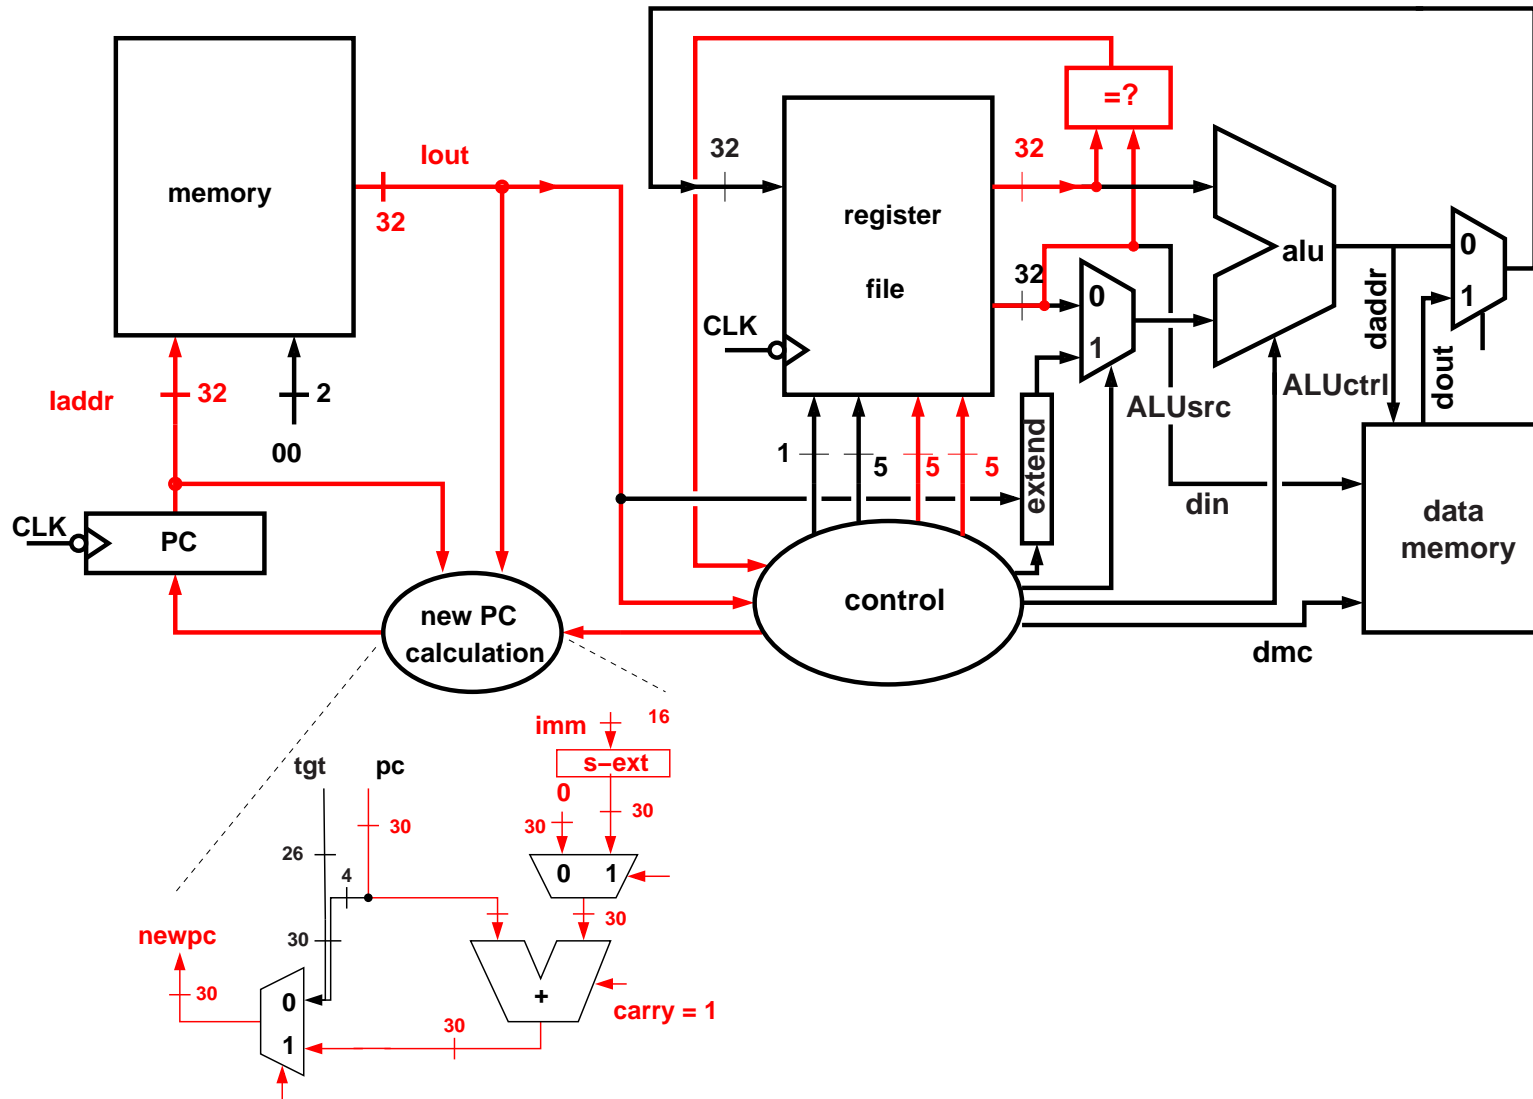 =?
32
32
Iout
memory
32
register
file
32
32
alu
0
1
0
1
daddr
dout
CLK
Iaddr
32
2
00
ALUsrc
ALUctrl
1
5
5
5
extend
din
data
memory
CLK
PC
new PC
calculation
control
dmc
imm
16
s-ext
tgt
pc
0
30
30
30
26
4
0
1
30
newpc
30
30
0
1
+
carry = 1
30